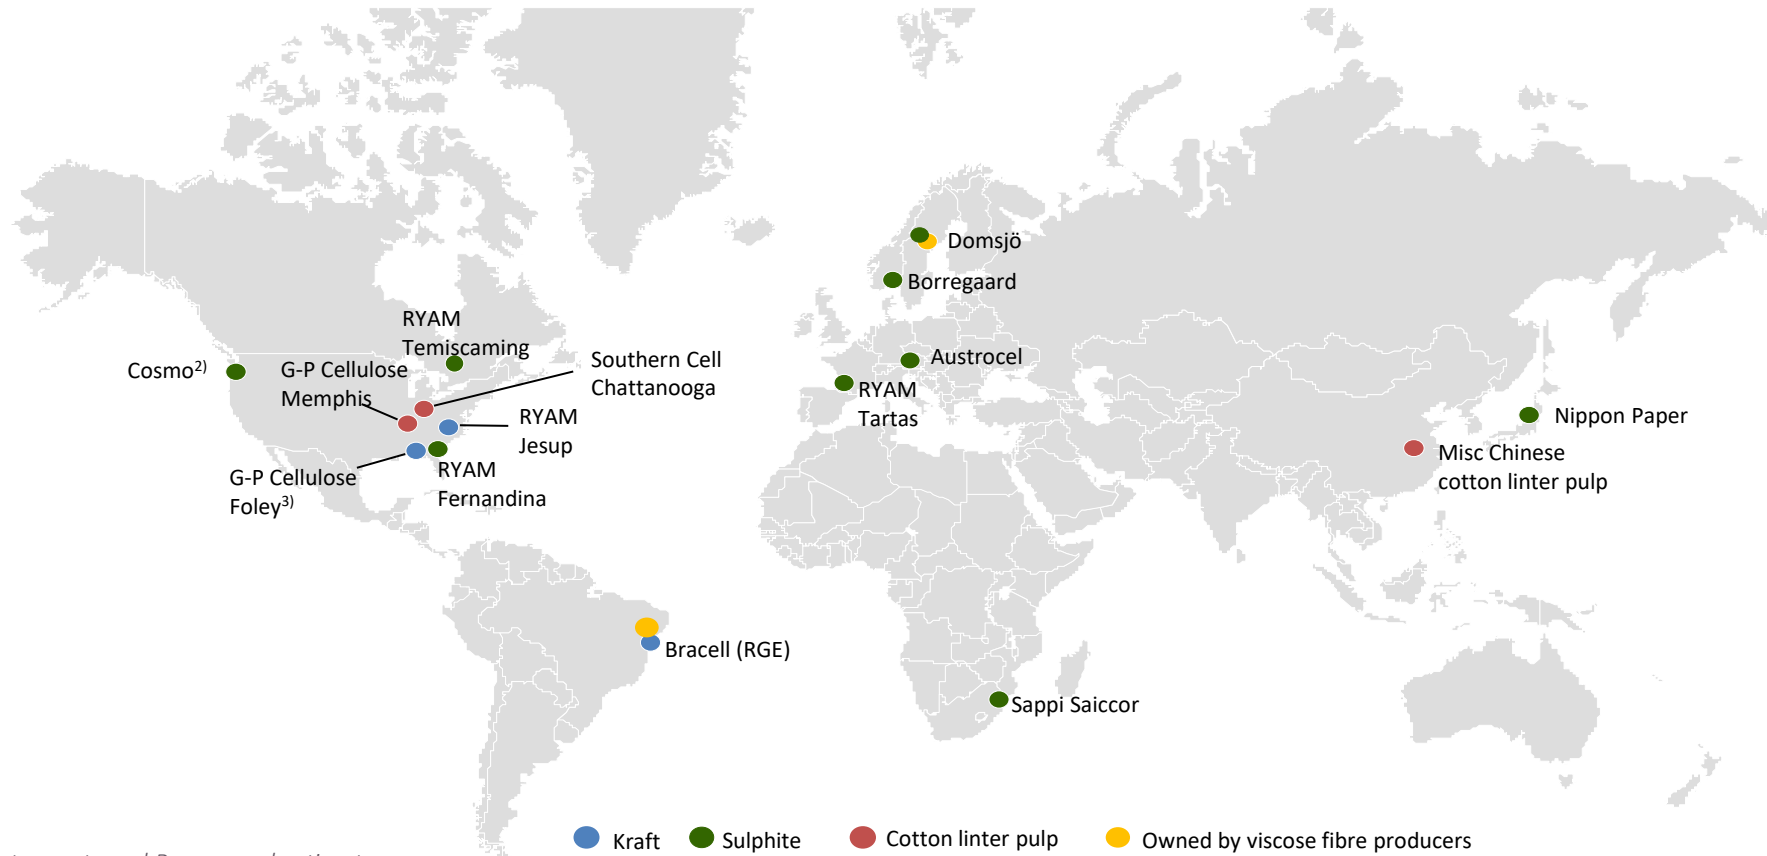 Domsjö
Borregaard
RYAM
Temiscaming
Southern Cell
Chattanooga
Cosmo2)
G-P Cellulose
Memphis
Austrocel
RYAM
Tartas
RYAM
Jesup
Nippon Paper
Misc Chinese
cotton linter pulp
G-P Cellulose
Foley3)
RYAM
Fernandina
Bracell (RGE)
Sappi Saiccor
Kraft
Sulphite
Cotton linter pulp
Owned by viscose fibre producers